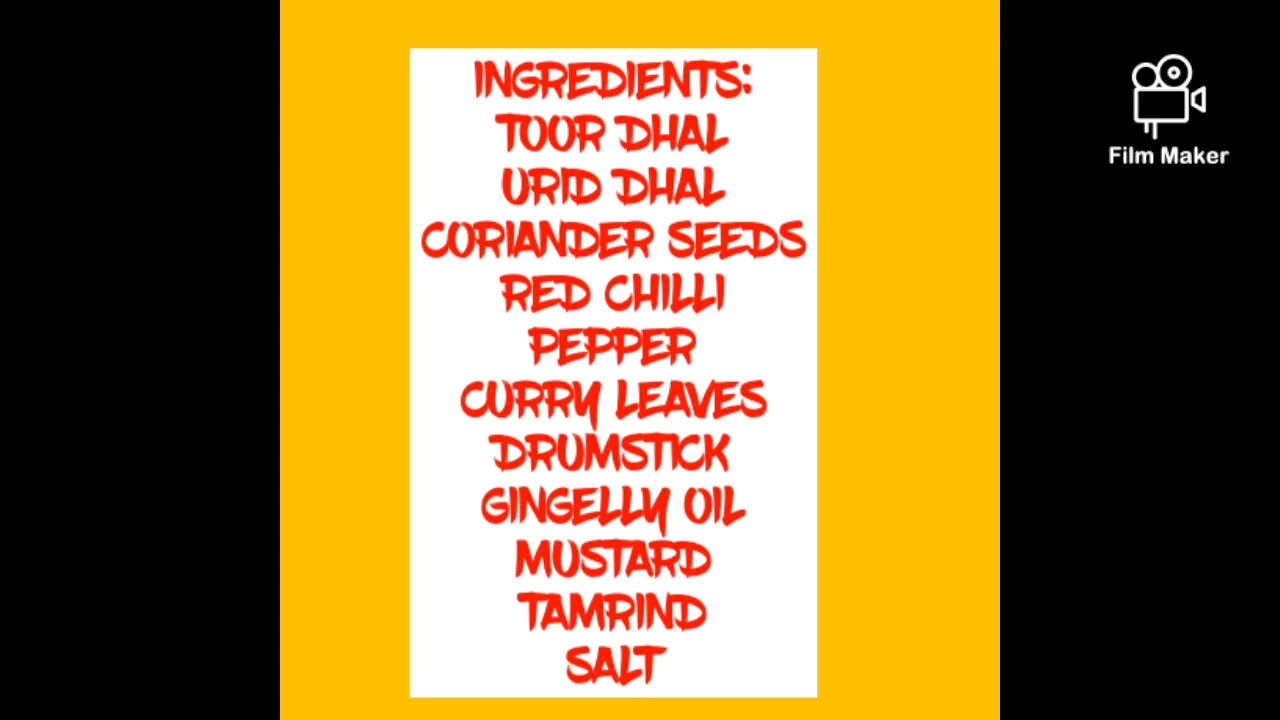 INGREDIENTS:
TOOR DHAL
URID DHAL
CORIANDER SEEDS
RED CHILLI
PEPPER
CURRY LEAVES
DRUMSTICK
GINGELLY OIL
MUSTARD
TAMRIND
SALT
Film Maker